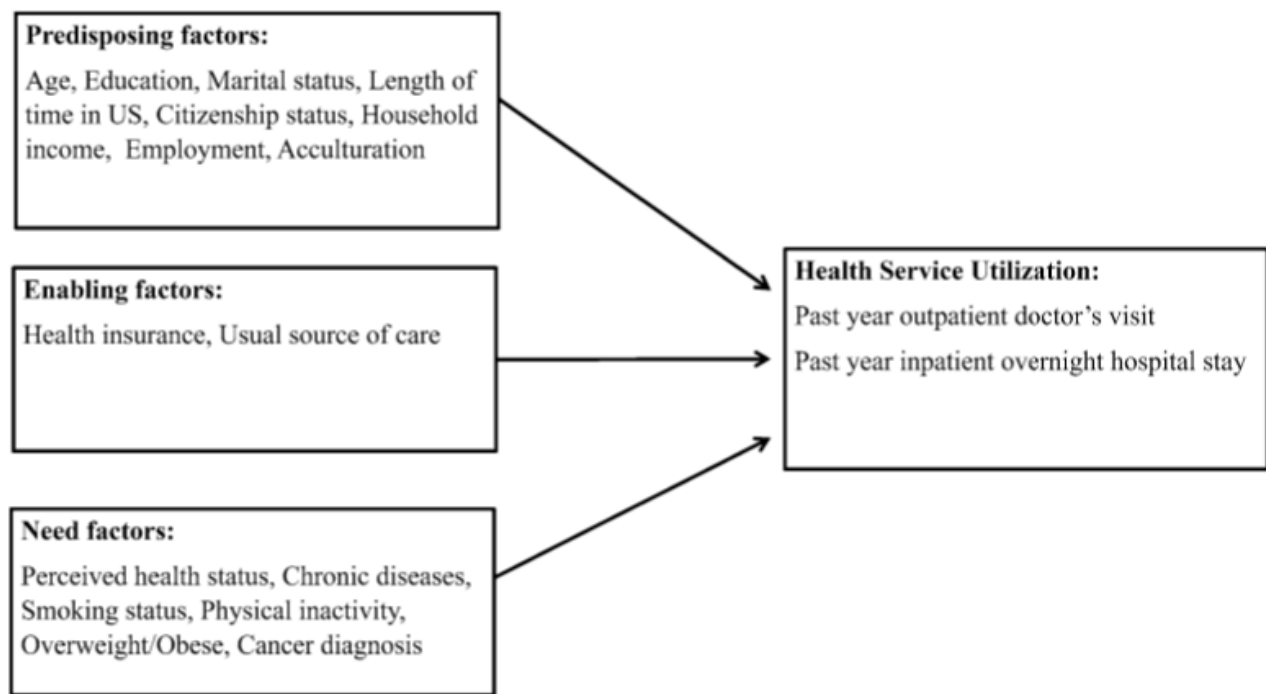 Predisposing factors:
Age, Education, Marital status, Length of
time in US, Citizenship status, Household
income, Employment, Acculturation
Enabling factors:
Health insurance, Usual source of care
Need factors:
Perceived health status, Chronic diseases,
Smoking status, Physical inactivity,
Overweight/Obese, Cancer diagnosis
Health Service Utilization:
Past year outpatient doctor’s visit
Past year inpatient overnight hospital stay